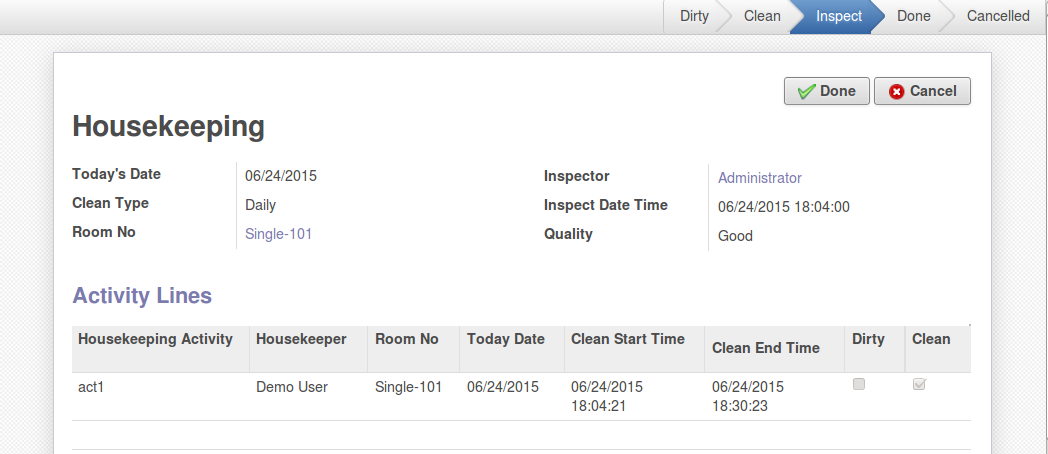 Dirty Clean Inspect Done Cancelled
Done Cancel
Housekeeping
Today's Date 06/24/2015 Inspector Administrator
Clean Type Daily Inspect Date Time 06/24/2015 18:04:00
Room No Single-101 Quality Good
Activity Lines
Housekeeping Activity Housekeeper Room No Today Date Clean Start Time Clean End Time Dirty Clean
act1 Demo User Single-101 06/24/2015 06/24/2015 06/24/2015
18:04:21 18:30:23